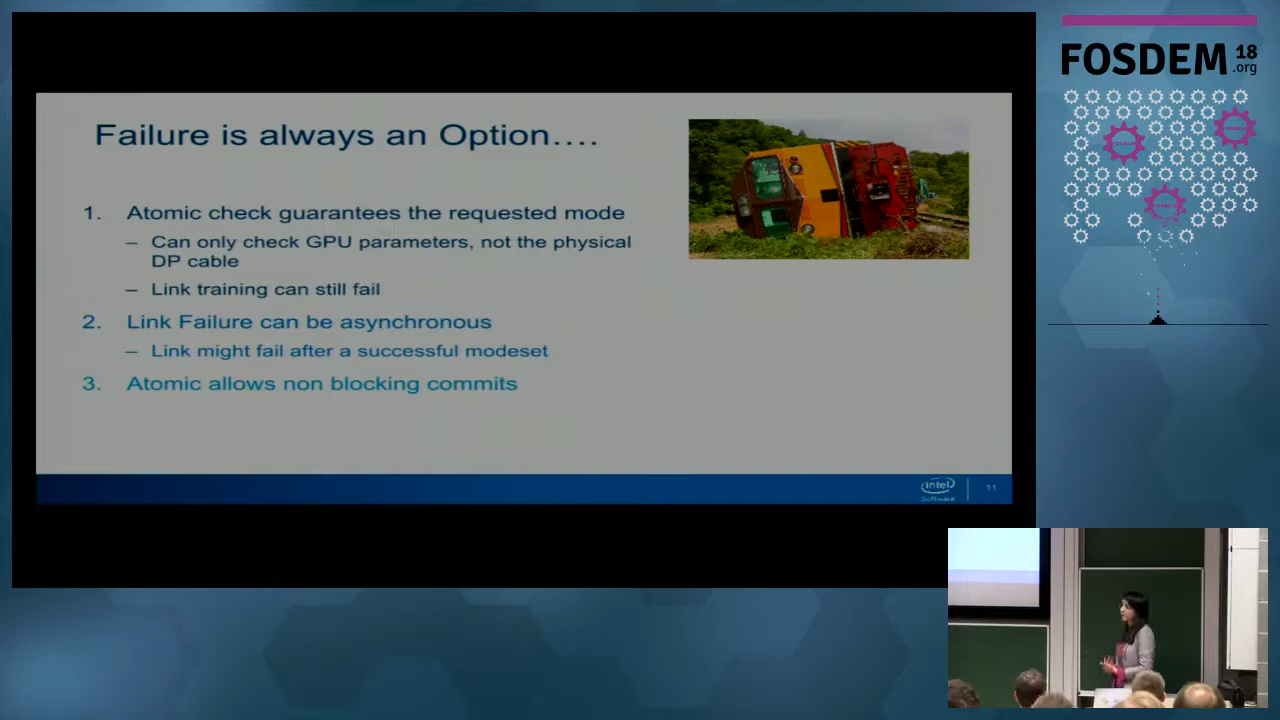 Failure is always an Option....
1. Atomic check guarantees the requested mode
– Can only check GPU parameters, not the physical
DP cable
– Link training can still fail
2. Link Failure can be asynchronous
– Link might fail after a successful modeset
3. Atomic allows non blocking commits
intel
Software
11
FOSDEM 18
.org